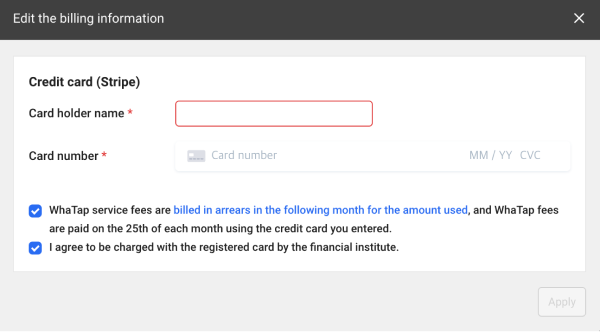 Edit the billing information
Credit card (Stripe)
Card holder name *
Card number *
Card number MM / YY CVC
WhaTap service fees are billed in arrears in the following month for the amount used, and WhaTap fees
are paid on the 25th of each month using the credit card you entered.
I agree to be charged with the registered card by the financial institute.
Apply